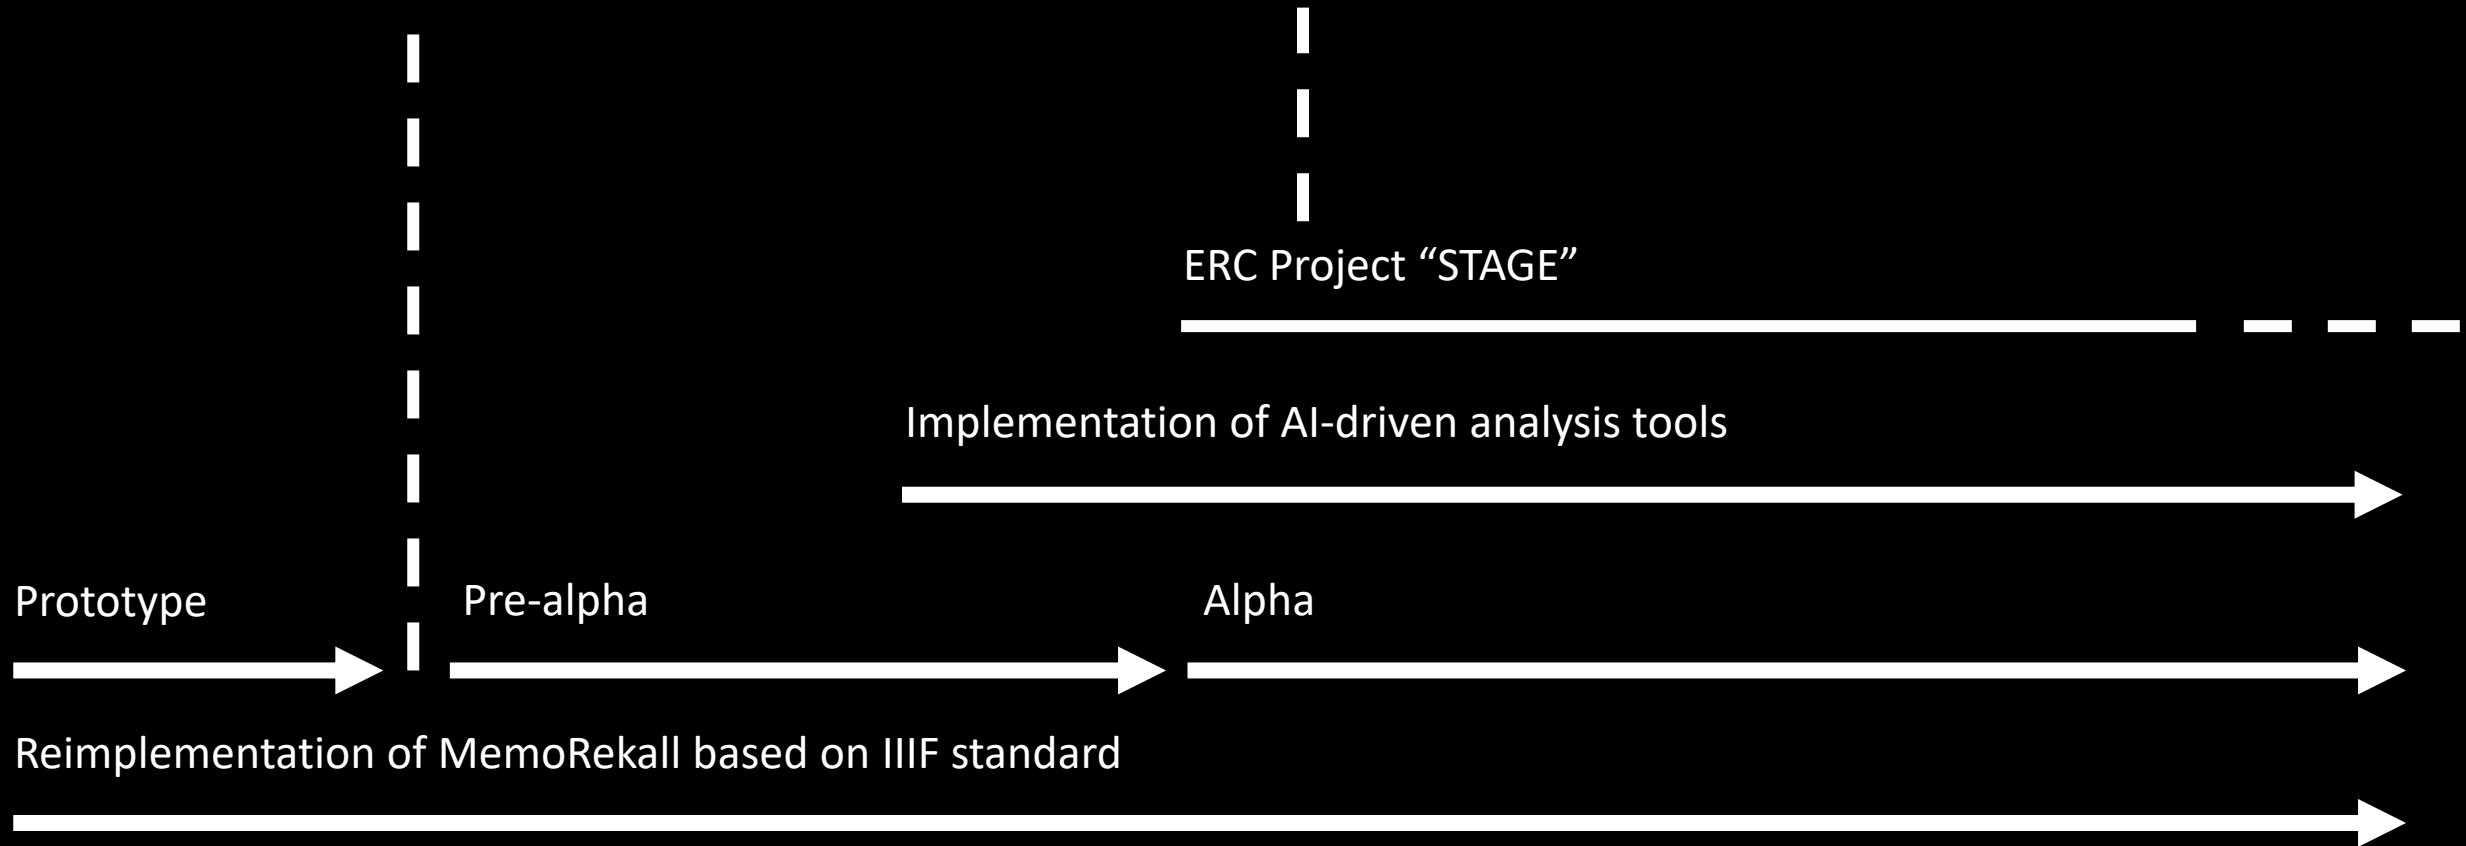 ERC Project “STAGE”
Implementation of AI-driven analysis tools
Prototype
Pre-alpha
Alpha
Reimplementation of MemoRekall based on IIIF standard